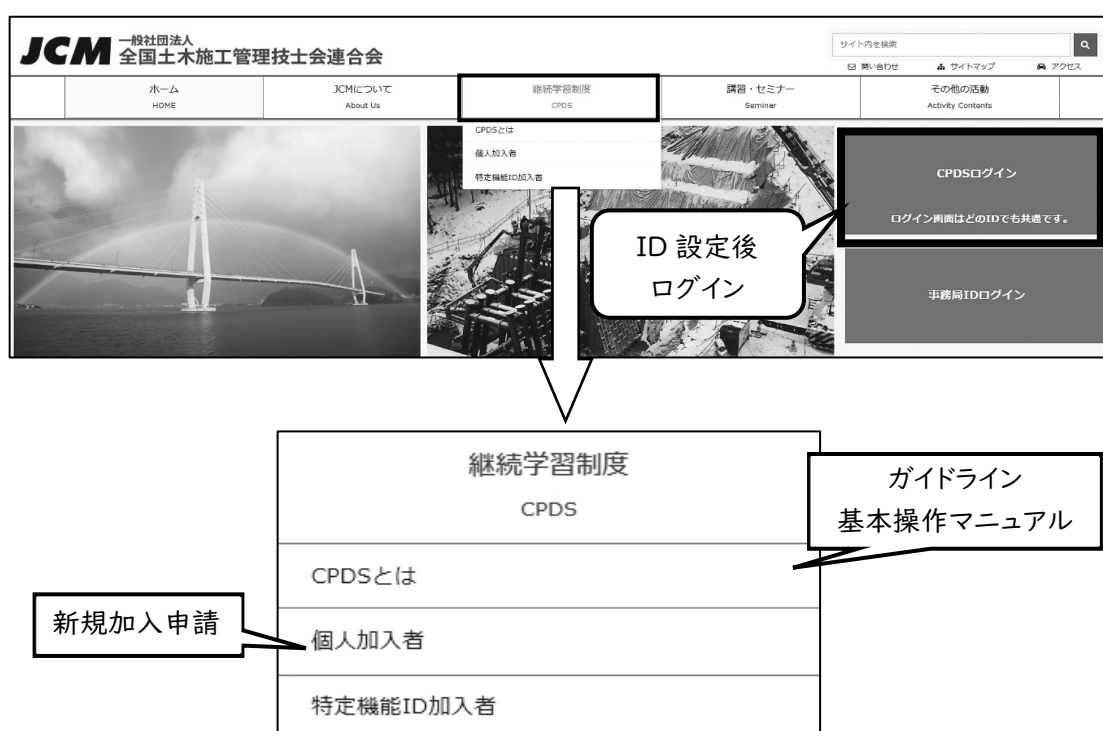 JCM 一般社団法人
全国土木施工管理技士会連合会
サイト内を検索
問い合わせ サイトマップ アクセス
ホーム
HOME
JCMについて
About Us
継続学習制度
CPDS
講習・セミナー
Seminar
その他の活動
Activity Contents
CPDSとは
個人加入者
特定機能ID加入者
CPDSログイン
ログイン画面はどのIDでも共通です。
事務局IDログイン
ID 設定後
ログイン
継続学習制度
CPDS
ガイドライン
基本操作マニュアル
CPDSとは
新規加入申請
個人加入者
特定機能ID加入者